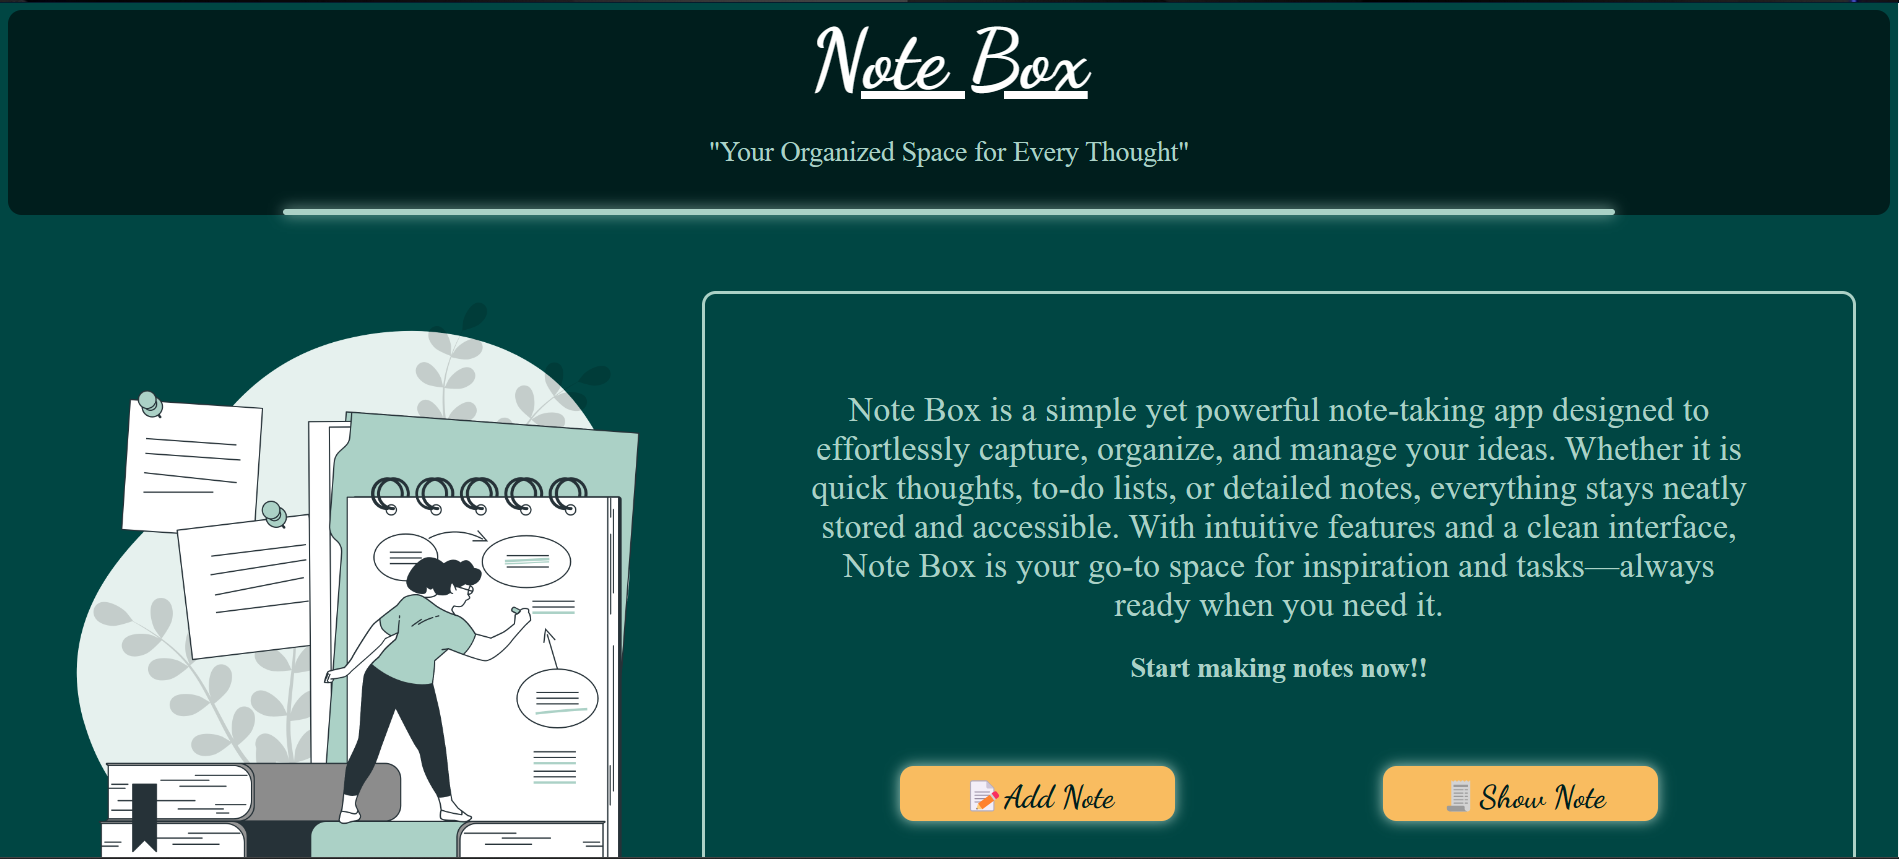 Note Box
"Your Organized Space for Every Thought"
Note Box is a simple yet powerful note-taking app designed to
effortlessly capture, organize, and manage your ideas. Whether it is
quick thoughts, to-do lists, or detailed notes, everything stays neatly
stored and accessible. With intuitive features and a clean interface,
Note Box is your go-to space for inspiration and tasks—always
ready when you need it.
Start making notes now!!
📝Add Note
📜Show Note